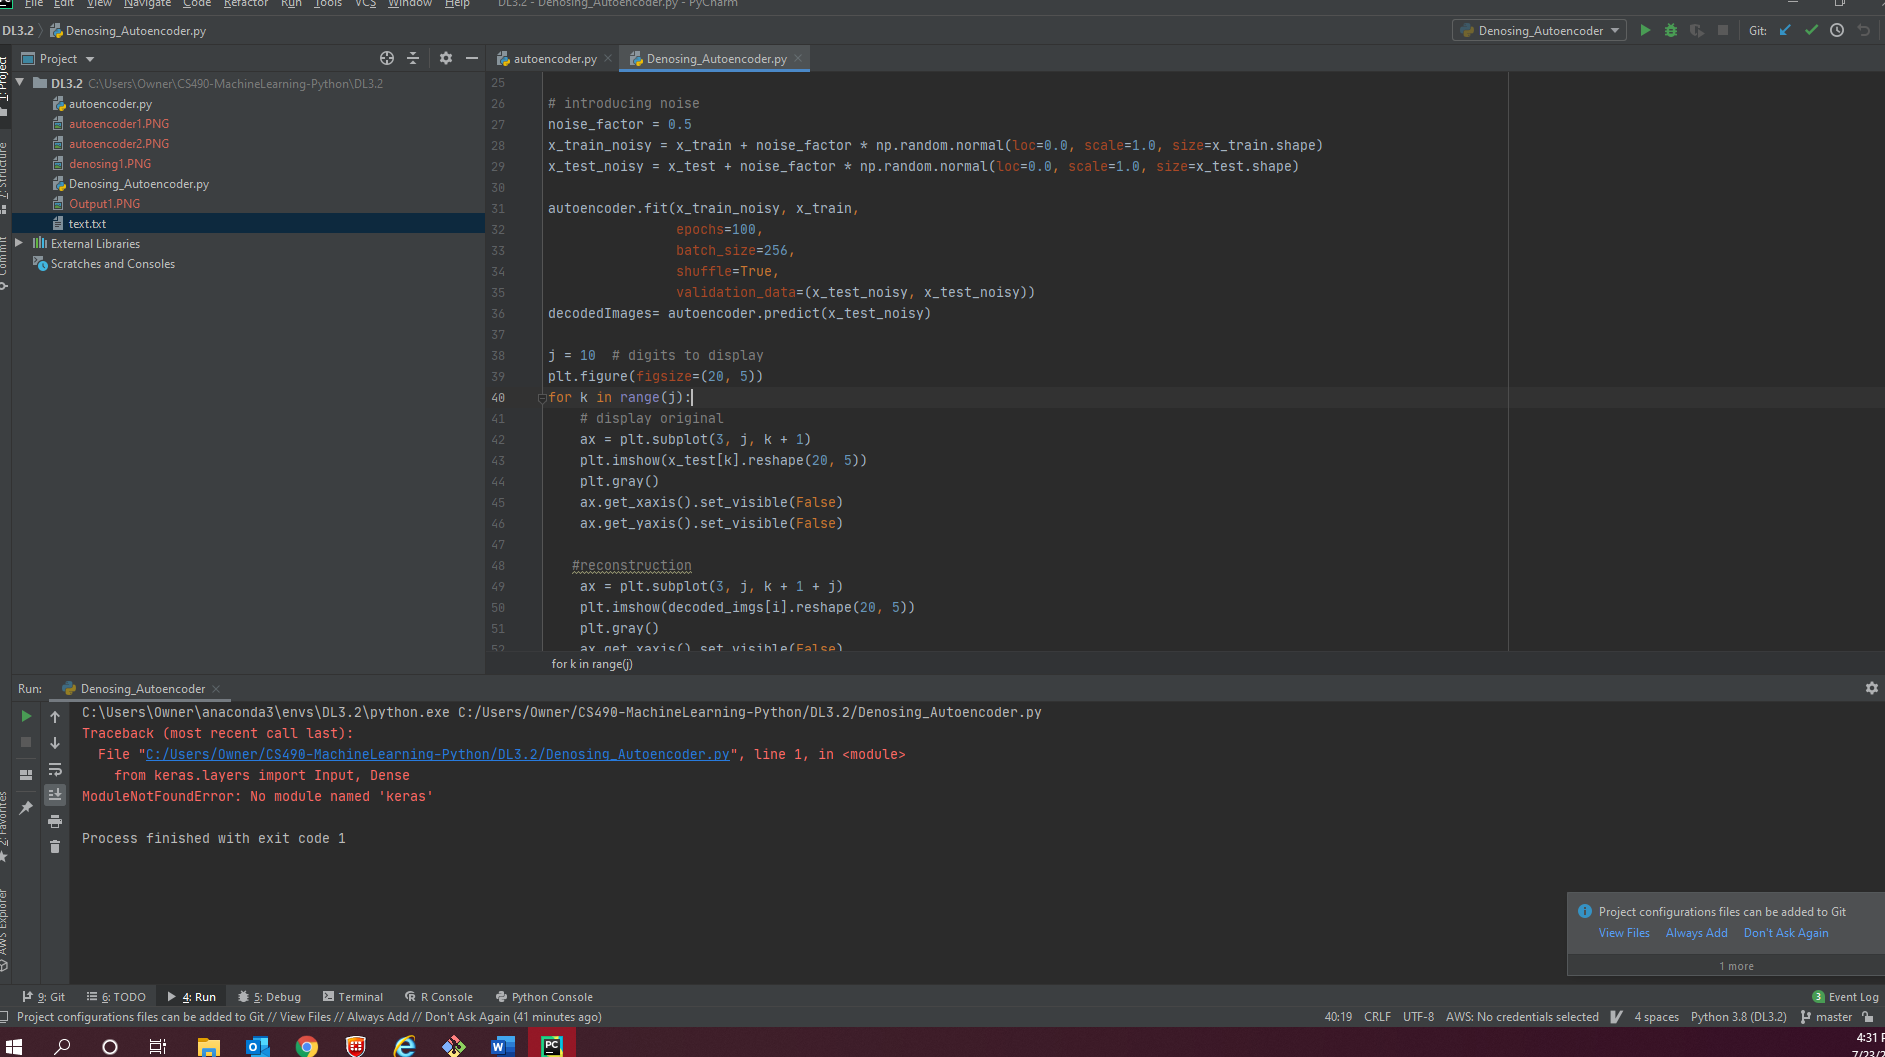 File Edit View Navigate Code Refactor Run Tools VCS Window Help DL3.2 - Denosing_Autoencoder.py - PyCharm
DL3.2 Denosing_Autoencoder.py
Denosing_Autoencoder
Git:
Project
autoencoder.py
Denosing_Autoencoder.py
1: Project
DL3.2 C:\Users\Owner\CS490-MachineLearning-Python\DL3.2
autoencoder.py
autoencoder1.PNG
autoencoder2.PNG
denosing1.PNG
Denosing_Autoencoder.py
Output1.PNG
text.txt
External Libraries
Scratches and Consoles
7: Structure
Commit
25
26 # introducing noise
27 noise_factor = 0.5
28 x_train_noisy = x_train + noise_factor * np.random.normal(loc=0.0, scale=1.0, size=x_train.shape)
29 x_test_noisy = x_test + noise_factor * np.random.normal(loc=0.0, scale=1.0, size=x_test.shape)
30
31 autoencoder.fit(x_train_noisy, x_train,
32 epochs=100,
33 batch_size=256,
34 shuffle=True,
35 validation_data=(x_test_noisy, x_test_noisy))
36 decodedImages= autoencoder.predict(x_test_noisy)
37
38 j = 10 # digits to display
39 plt.figure(figsize=(20, 5))
40 for k in range(j):
41 # display original
42 ax = plt.subplot(3, j, k + 1)
43 plt.imshow(x_test[k].reshape(20, 5))
44 plt.gray()
45 ax.get_xaxis().set_visible(False)
46 ax.get_yaxis().set_visible(False)
47
48 #reconstruction
49 ax = plt.subplot(3, j, k + 1 + j)
50 plt.imshow(decoded_imgs[i].reshape(20, 5))
51 plt.gray()
52 ax.get_xaxis().set_visible(False)
for k in range(j)
Run: Denosing_Autoencoder
C:\Users\Owner\anaconda3\envs\DL3.2\python.exe C:/Users/Owner/CS490-MachineLearning-Python/DL3.2/Denosing_Autoencoder.py
Traceback (most recent call last):
File "C:/Users/Owner/CS490-MachineLearning-Python/DL3.2/Denosing_Autoencoder.py", line 1, in <module>
from keras.layers import Input, Dense
ModuleNotFoundError: No module named 'keras'
Process finished with exit code 1
2: Favorites
AWS Explorer
Project configurations files can be added to Git
View Files Always Add Don't Ask Again
1 more
9: Git 6: TODO 4: Run 5: Debug Terminal R Console Python Console
3 Event Log
Project configurations files can be added to Git // View Files // Always Add // Don't Ask Again (41 minutes ago)
40:19 CRLF UTF-8 AWS: No credentials selected 4 spaces Python 3.8 (DL3.2) master
PC
4:31